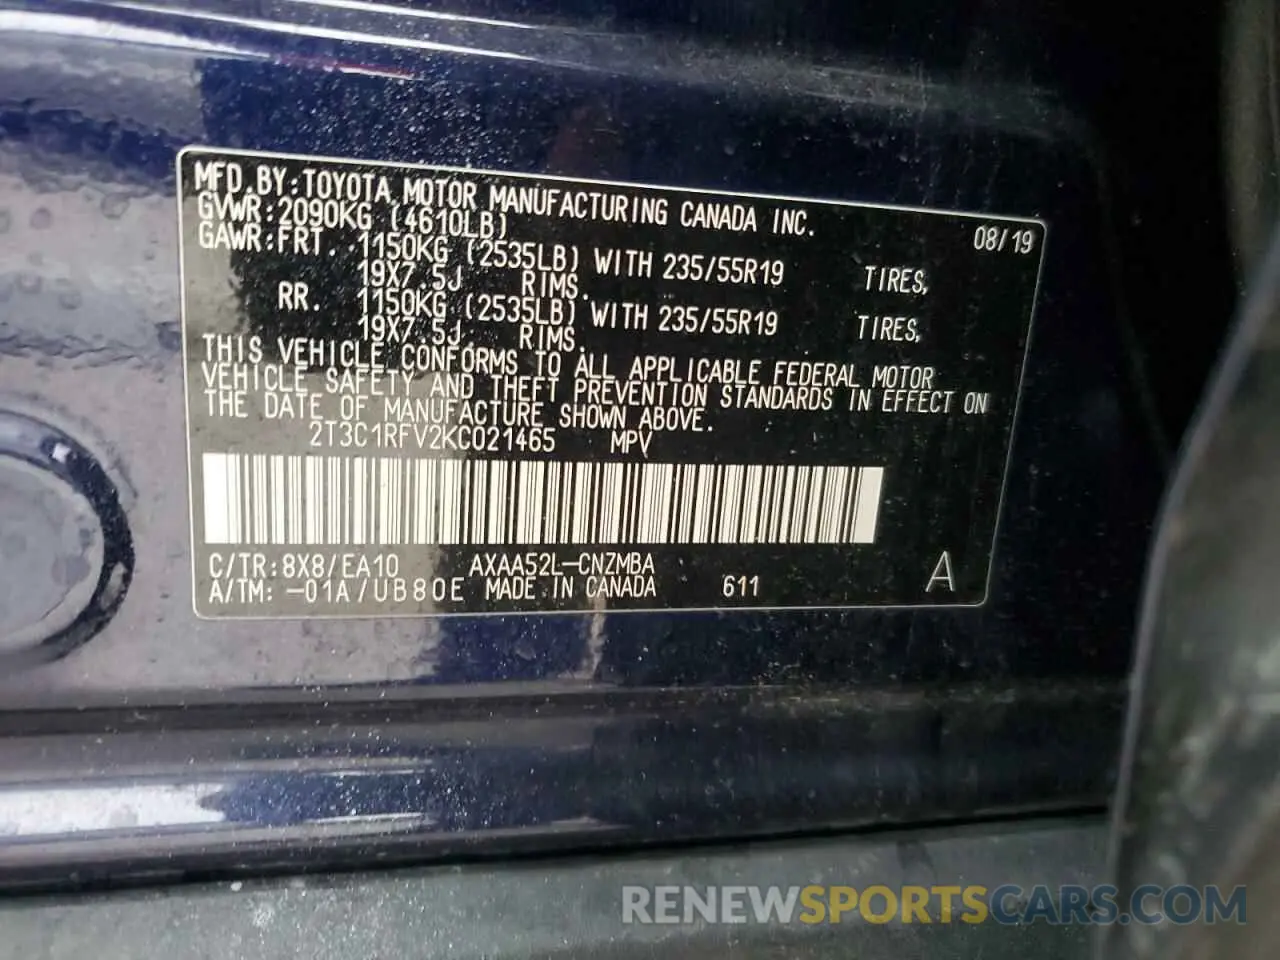 MFD.BY:TOYOTA MOTOR MANUFACTURING CANADA INC.
GVWR:2090KG (4610LB) 08/19
GAWR:FRT. 1150KG (2535LB) WITH 235/55R19 TIRES,
19X7.5J RIMS.
RR. 1150KG (2535LB) WITH 235/55R19 TIRES,
19X7.5J RIMS.
THIS VEHICLE CONFORMS TO ALL APPLICABLE FEDERAL MOTOR
VEHICLE SAFETY AND THEFT PREVENTION STANDARDS IN EFFECT ON
THE DATE OF MANUFACTURE SHOWN ABOVE.
2T3C1RFV2KC021465 MPV
C/TR:8X8/EA10 AXAA52L-CNZMBA
A/TM: -01A/UB80E MADE IN CANADA 611 A
RENEWSPORTSCARS.COM